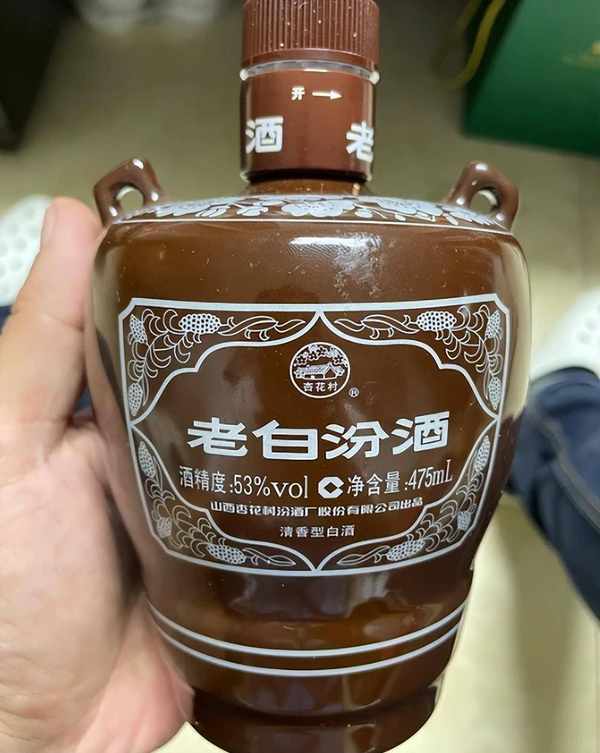 开 →
酒 老
杏花村
®
老白汾酒
酒精度:53%vol C 净含量:475mL
山西杏花村汾酒厂股份有限公司出品
清香型白酒